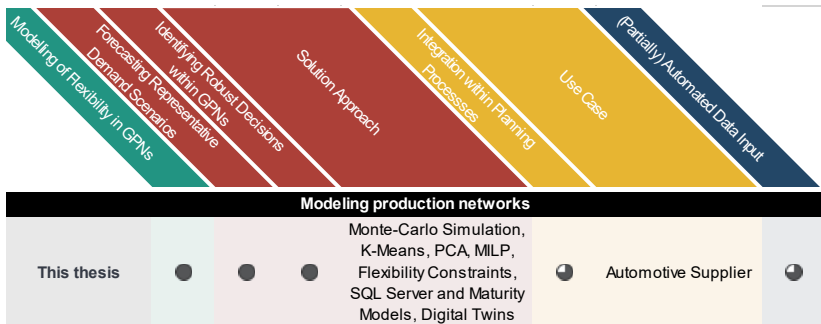 Modelling of Flexibility in GPNs
Forecasting Representative
Demand Scenarios
Identifying Robust Decisions
within GPNs
Solution Approach
Integration within Planning
Processses
Use Case
(Partially) Automated Data Input
Modeling production networks
This thesis
Monte-Carlo Simulation,
K-Means, PCA, MILP,
Flexibility Constraints,
SQL Server and Maturity
Models, Digital Twins
Automotive Supplier